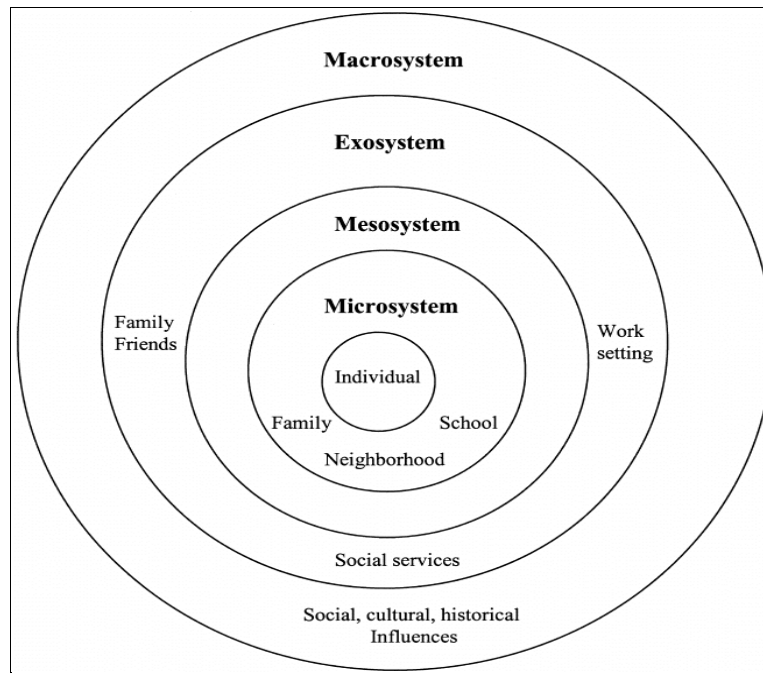 Macrosystem
Exosystem
Mesosystem
Microsystem
Family
Friends
Work
setting
Individual
Family
School
Neighborhood
Social services
Social, cultural, historical
Influences